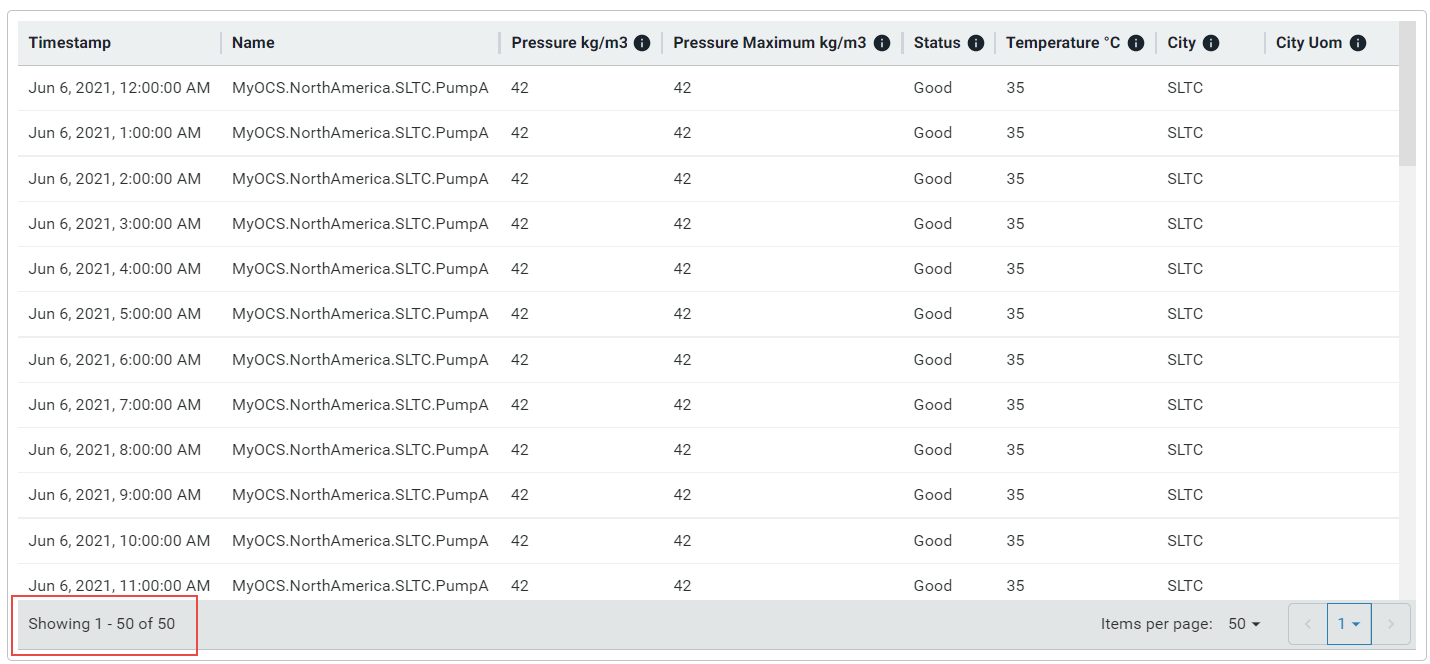 Timestamp Name Pressure kg/m3 Pressure Maximum kg/m3 Status Temperature °C City City Uom
Jun 6, 2021, 12:00:00 AM MyOCS.NorthAmerica.SLTC.PumpA 42 42 Good 35 SLTC
Jun 6, 2021, 1:00:00 AM MyOCS.NorthAmerica.SLTC.PumpA 42 42 Good 35 SLTC
Jun 6, 2021, 2:00:00 AM MyOCS.NorthAmerica.SLTC.PumpA 42 42 Good 35 SLTC
Jun 6, 2021, 3:00:00 AM MyOCS.NorthAmerica.SLTC.PumpA 42 42 Good 35 SLTC
Jun 6, 2021, 4:00:00 AM MyOCS.NorthAmerica.SLTC.PumpA 42 42 Good 35 SLTC
Jun 6, 2021, 5:00:00 AM MyOCS.NorthAmerica.SLTC.PumpA 42 42 Good 35 SLTC
Jun 6, 2021, 6:00:00 AM MyOCS.NorthAmerica.SLTC.PumpA 42 42 Good 35 SLTC
Jun 6, 2021, 7:00:00 AM MyOCS.NorthAmerica.SLTC.PumpA 42 42 Good 35 SLTC
Jun 6, 2021, 8:00:00 AM MyOCS.NorthAmerica.SLTC.PumpA 42 42 Good 35 SLTC
Jun 6, 2021, 9:00:00 AM MyOCS.NorthAmerica.SLTC.PumpA 42 42 Good 35 SLTC
Jun 6, 2021, 10:00:00 AM MyOCS.NorthAmerica.SLTC.PumpA 42 42 Good 35 SLTC
Jun 6, 2021, 11:00:00 AM MyOCS.NorthAmerica.SLTC.PumpA 42 42 Good 35 SLTC
Showing 1 - 50 of 50 Items per page: 50 1